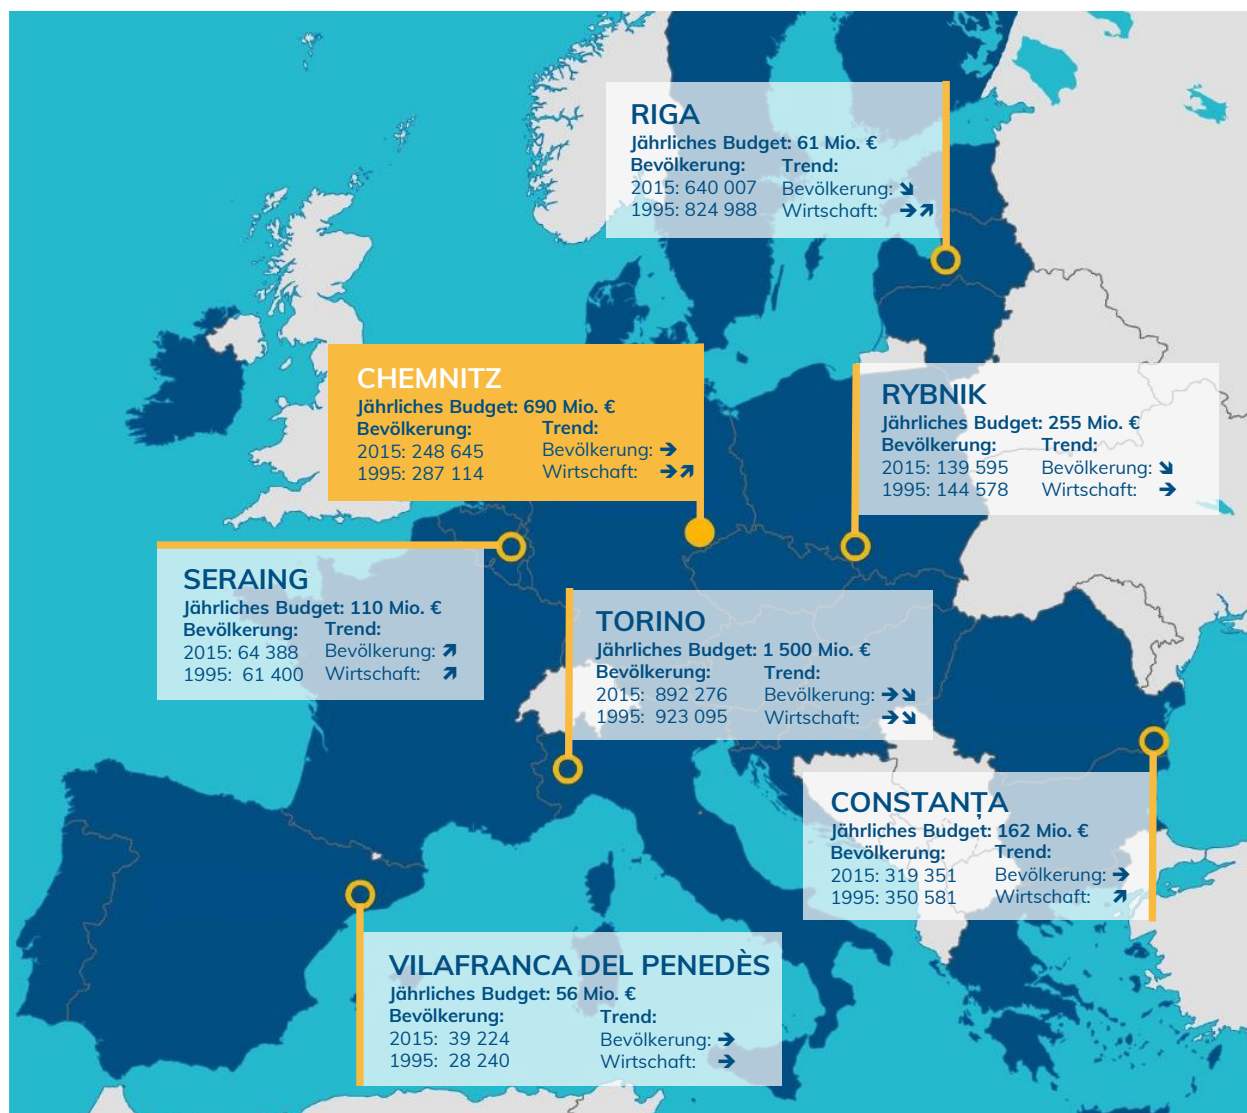 RIGA
Jährliches Budget: 61 Mio. €
Bevölkerung: Trend:
2015: 640 007 Bevölkerung: ➔
1995: 824 988 Wirtschaft: ➔➔
CHEMNITZ
Jährliches Budget: 690 Mio. €
Bevölkerung: Trend:
2015: 248 645 Bevölkerung: ➔
1995: 287 114 Wirtschaft: ➔➔
RYBNIK
Jährliches Budget: 255 Mio. €
Bevölkerung: Trend:
2015: 139 595 Bevölkerung: ➔
1995: 144 578 Wirtschaft: ➔
SERAING
Jährliches Budget: 110 Mio. €
Bevölkerung: Trend:
2015: 64 388 Bevölkerung: ➔
1995: 61 400 Wirtschaft: ➔
TORINO
Jährliches Budget: 1 500 Mio. €
Bevölkerung: Trend:
2015: 892 276 Bevölkerung: ➔➔
1995: 923 095 Wirtschaft: ➔➔
CONSTANȚA
Jährliches Budget: 162 Mio. €
Bevölkerung: Trend:
2015: 319 351 Bevölkerung: ➔
1995: 350 581 Wirtschaft: ➔
VILAFRANCA DEL PENEDÈS
Jährliches Budget: 56 Mio. €
Bevölkerung: Trend:
2015: 39 224 Bevölkerung: ➔
1995: 28 240 Wirtschaft: ➔